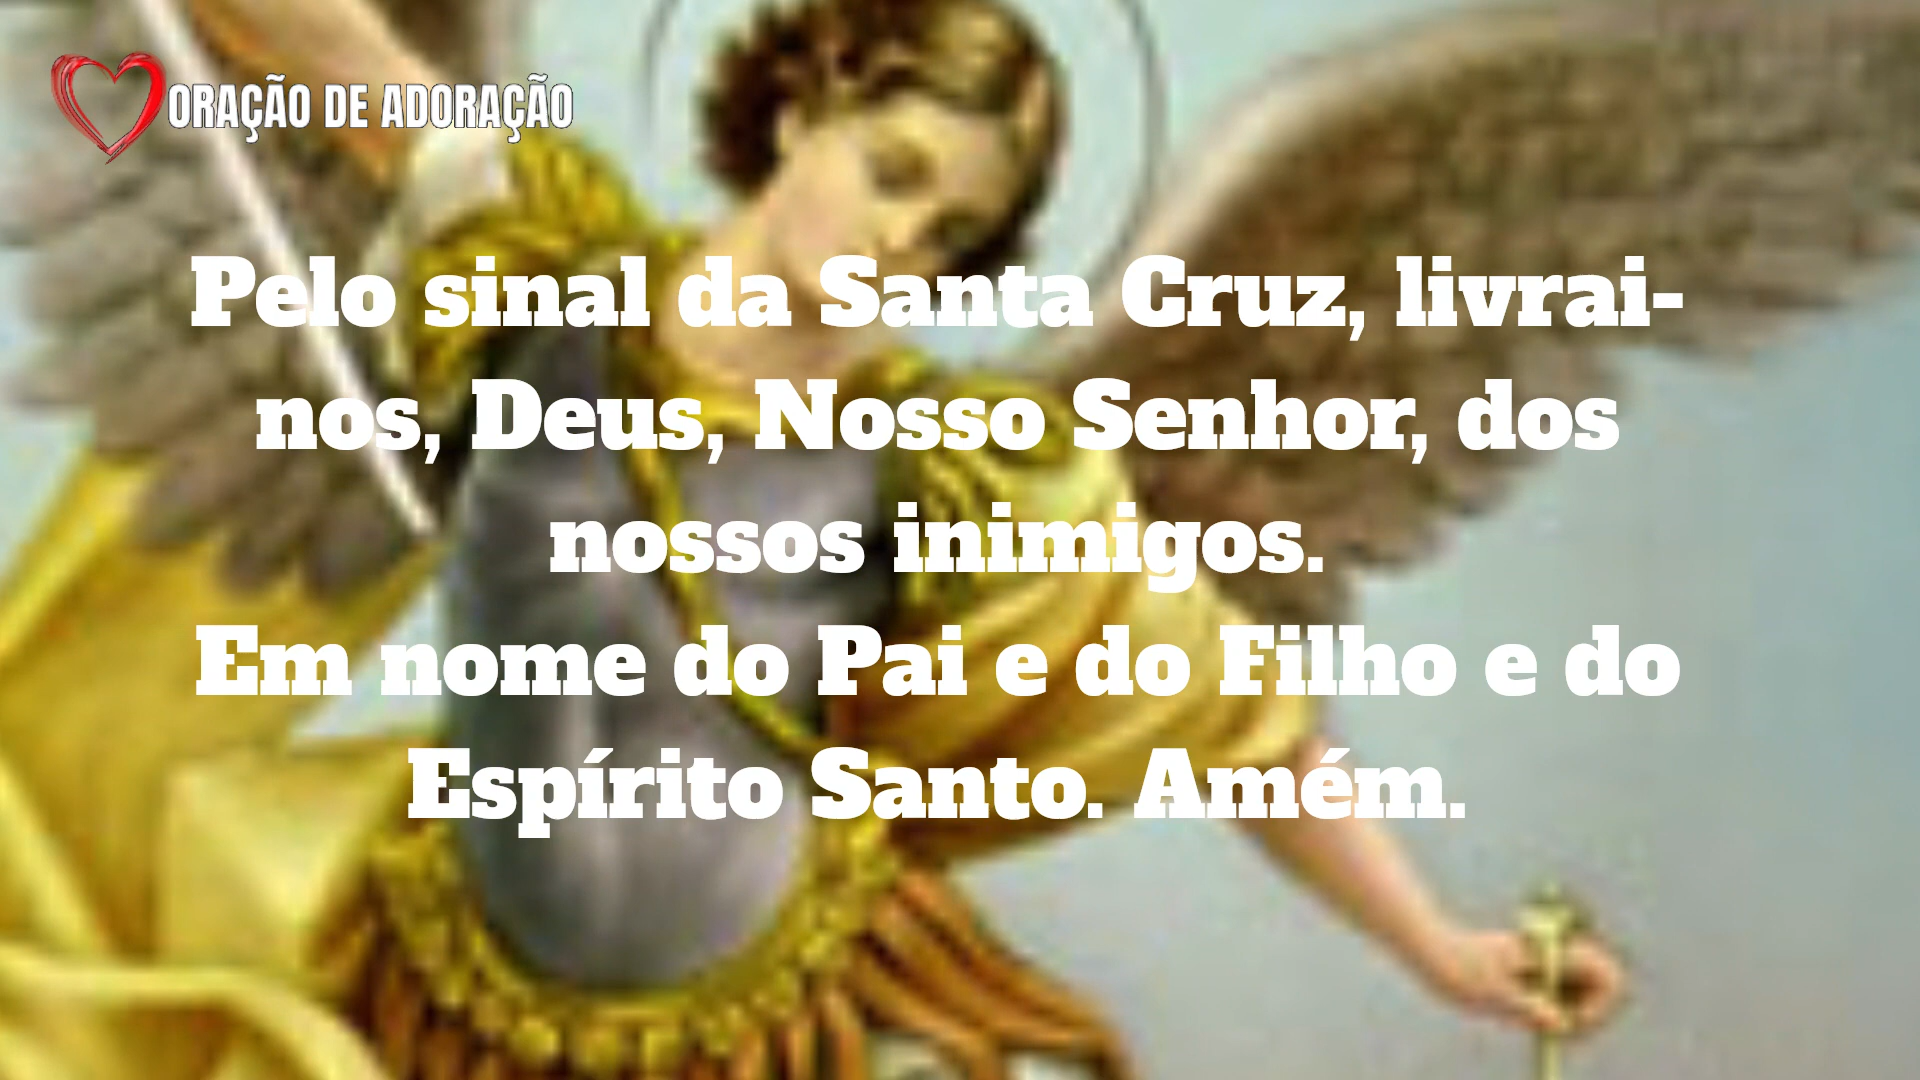 ORAÇÃO DE ADORAÇÃO
Pelo sinal da Santa Cruz, livrai-
nos, Deus, Nosso Senhor, dos
nossos inimigos.
Em nome do Pai e do Filho e do
Espírito Santo. Amém.